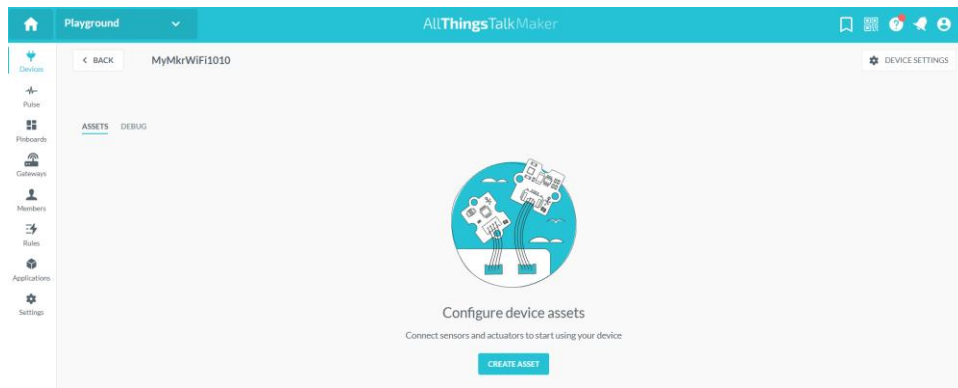 Playground
AllThingsTalkMaker
BACK
MyMkrWiFi1010
DEVICE SETTINGS
Devices
Pulse
Pinboards
Gateways
Members
Rules
Applications
Settings
ASSETS DEBUG
Configure device assets
Connect sensors and actuators to start using your device
CREATE ASSET